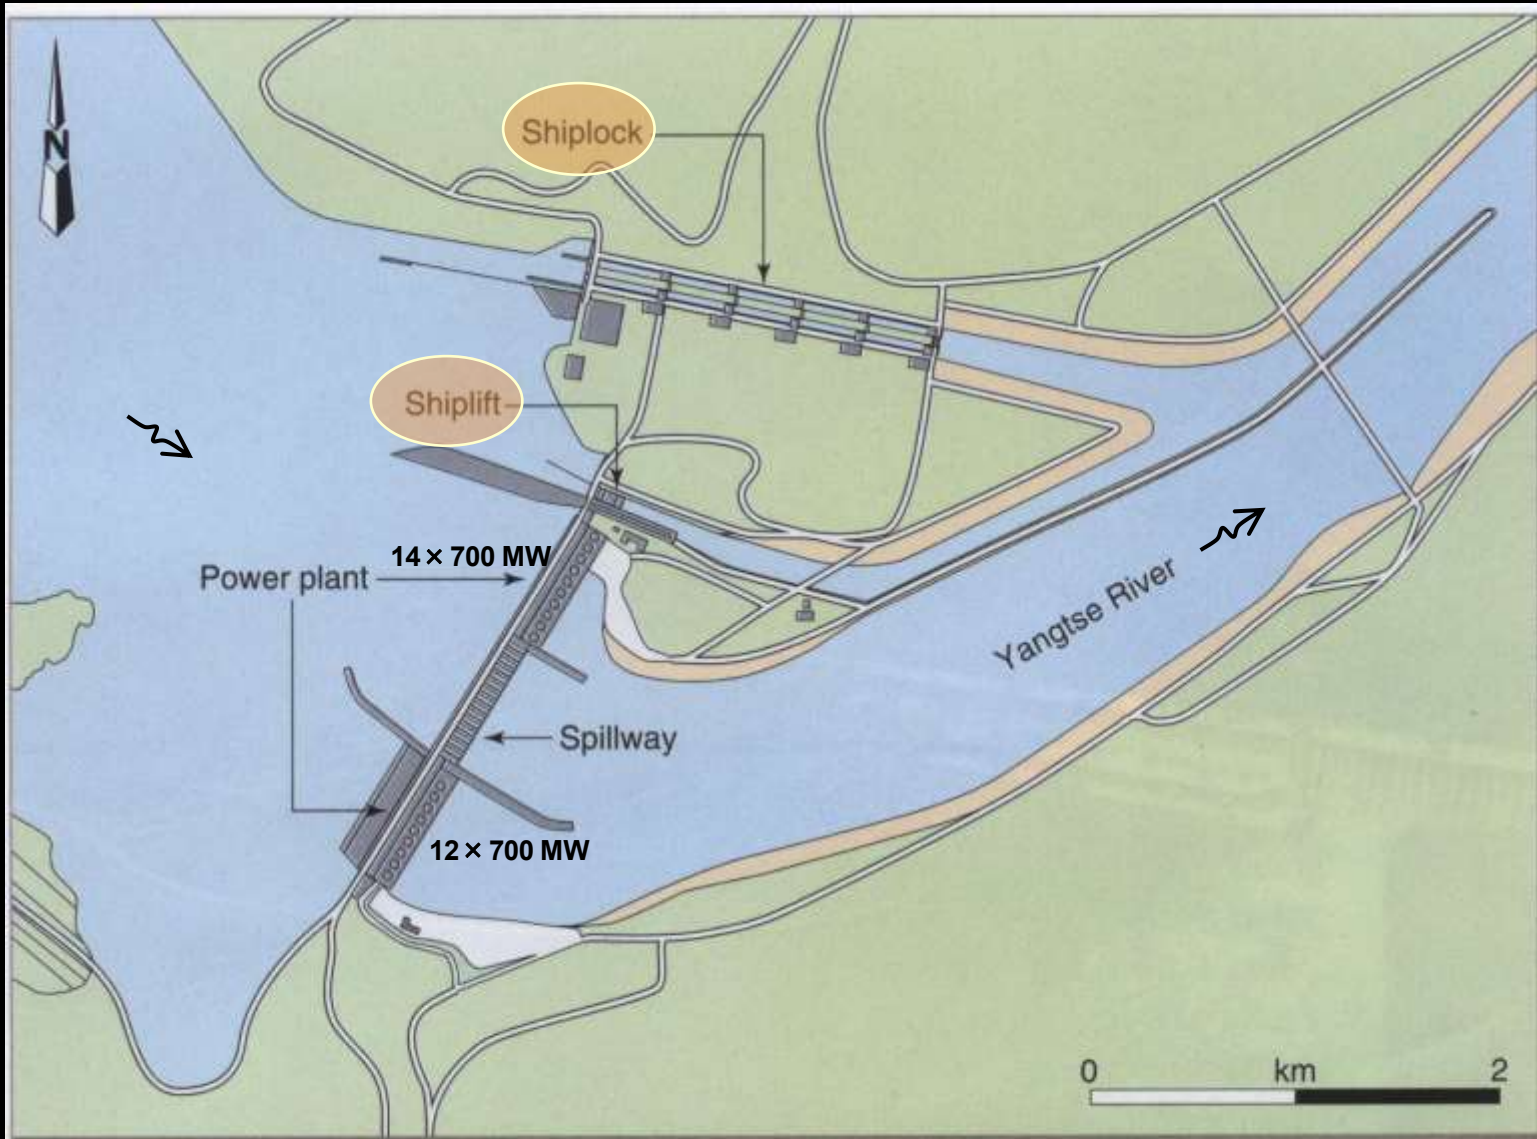 N
Shiplock
Shiplift
14 × 700 MW
Power plant
Yangtse River
Spillway
12 × 700 MW
0 km 2